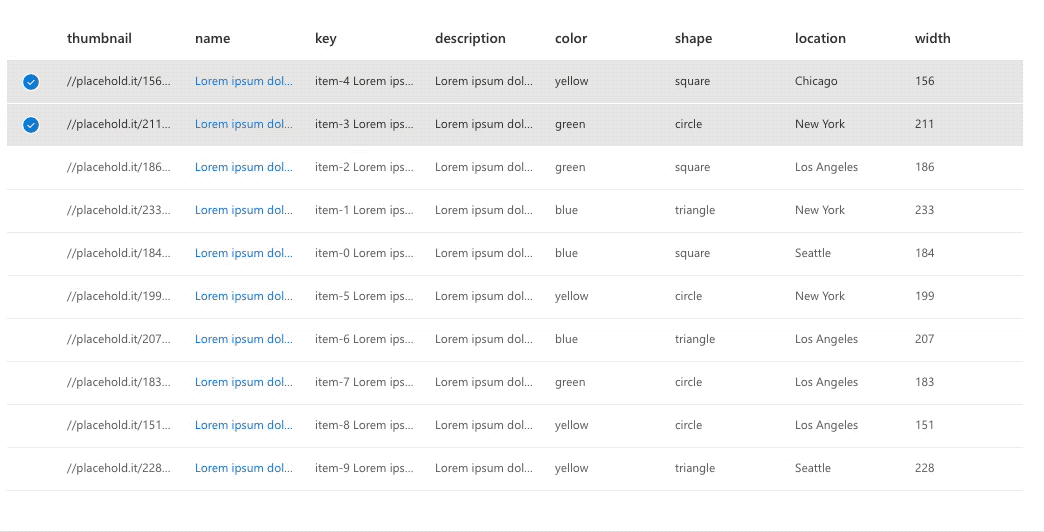 thumbnail name key description color shape location width
//placehold.it/156... Lorem ipsum dol... item-4 Lorem ips... Lorem ipsum dol... yellow square Chicago 156
//placehold.it/211... Lorem ipsum dol... item-3 Lorem ips... Lorem ipsum dol... green circle New York 211
//placehold.it/186... Lorem ipsum dol... item-2 Lorem ips... Lorem ipsum dol... green square Los Angeles 186
//placehold.it/233... Lorem ipsum dol... item-1 Lorem ips... Lorem ipsum dol... blue triangle New York 233
//placehold.it/184... Lorem ipsum dol... item-0 Lorem ips... Lorem ipsum dol... blue square Seattle 184
//placehold.it/199... Lorem ipsum dol... item-5 Lorem ips... Lorem ipsum dol... yellow circle New York 199
//placehold.it/207... Lorem ipsum dol... item-6 Lorem ips... Lorem ipsum dol... blue triangle Los Angeles 207
//placehold.it/183... Lorem ipsum dol... item-7 Lorem ips... Lorem ipsum dol... green circle Los Angeles 183
//placehold.it/151... Lorem ipsum dol... item-8 Lorem ips... Lorem ipsum dol... yellow circle Los Angeles 151
//placehold.it/228... Lorem ipsum dol... item-9 Lorem ips... Lorem ipsum dol... yellow triangle Seattle 228